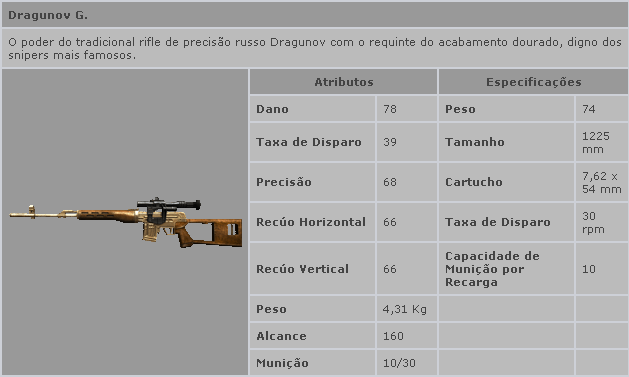 Dragunov G.
O poder do tradicional rifle de precisão russo Dragunov com o requinte do acabamento dourado, digno dos
snipers mais famosos.
Atributos Especificações
Dano 78 Peso 74
Taxa de Disparo 39 Tamanho 1225
mm
Precisão 68 Cartucho 7,62 x
54 mm
Recúo Horizontal 66 Taxa de Disparo 30
rpm
Recúo Vertical 66 Capacidade de
Munição por
Recarga 10
Peso 4,31 Kg
Alcance 160
Munição 10/30